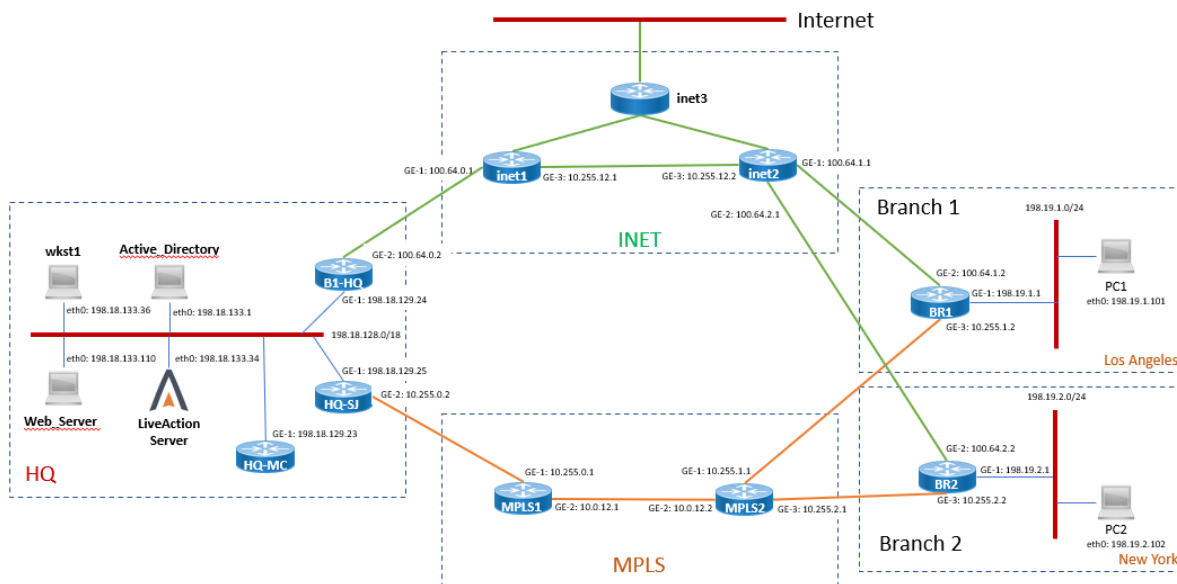 Internet
inet3
GE-1: 100.64.0.1
inet1
GE-3: 10.255.12.1
GE-3: 10.255.12.2
inet2
GE-1: 100.64.1.1
GE-2: 100.64.2.1
INET
Branch 1
198.19.1.0/24
PC1
eth0: 198.19.1.101
GE-2: 100.64.1.2
GE-1: 198.19.1.1
BR1
GE-3: 10.255.1.2
Los Angeles
wkst1
Active_Directory
GE-2: 100.64.0.2
B1-HQ
GE-1: 198.18.129.24
eth0: 198.18.133.36
eth0: 198.18.133.1
198.18.128.0/18
eth0: 198.18.133.110
eth0: 198.18.133.34
GE-1: 198.18.129.25
HQ-SJ
GE-2: 10.255.0.2
Web_Server
LiveAction
Server
GE-1: 198.18.129.23
HQ-MC
HQ
GE-1: 10.255.0.1
MPLS1
GE-2: 10.0.12.1
GE-1: 10.255.1.1
GE-2: 10.0.12.2
MPLS2
GE-3: 10.255.2.1
MPLS
198.19.2.0/24
GE-2: 100.64.2.2
GE-1: 198.19.2.1
BR2
GE-3: 10.255.2.2
PC2
eth0: 198.19.2.102
Branch 2
New York